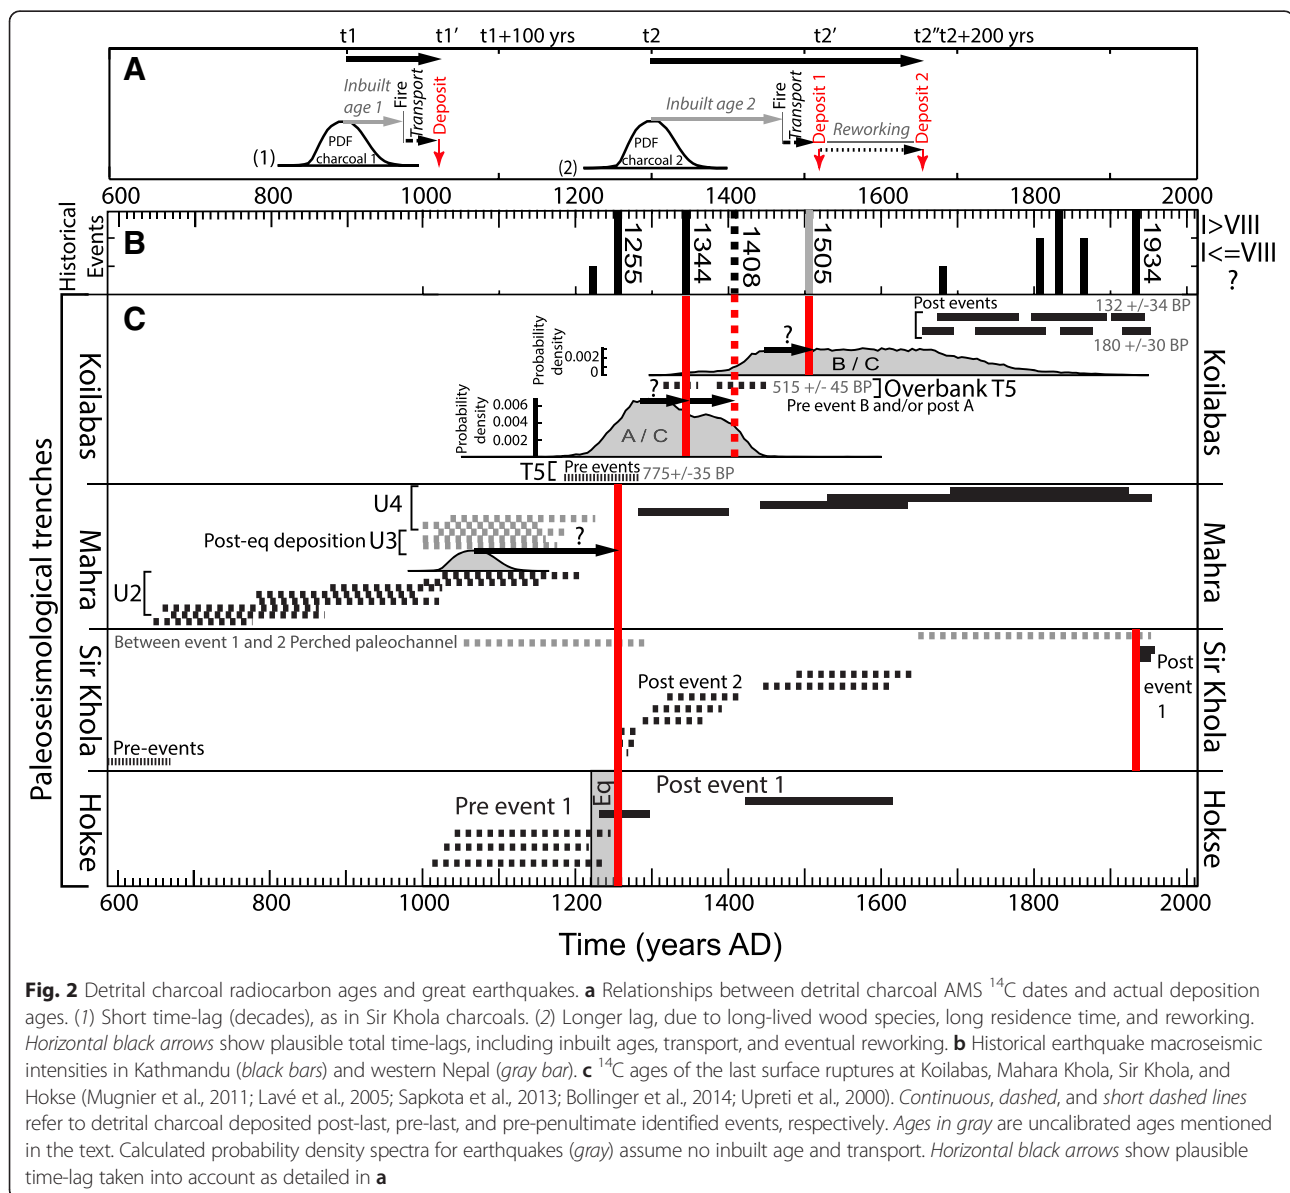 t1 t1' t1+100 yrs t2 t2' t2" t2+200 yrs
A
Inbuilt age 1
Fire
Transport
Deposit
PDF charcoal 1
(1)
Inbuilt age 2
Fire
Transport
Deposit 1
Reworking
Deposit 2
PDF charcoal 2
(2)
600 800 1000 1200 1400 1600 1800 2000
Historical Events
B
1255
1344
1408
1505
1934
I>VIII
I<=VIII
?
Paleoseismological trenches
Koilabas
C
Post events
132 +/-34 BP
180 +/-30 BP
Probability density
0.002
0
?
B / C
515 +/- 45 BP
Overbank T5
Pre event B and/or post A
Probability density
0.006
0.004
0.002
?
A / C
T5
Pre events
775+/-35 BP
Koilabas
Mahra
U4
Post-eq deposition U3
?
U2
Mahra
Sir Khola
Between event 1 and 2 Perched paleochannel
Post event 2
Post event 1
Pre-events
Sir Khola
Hokse
Pre event 1
Eq
Post event 1
Hokse
600 800 1000 1200 1400 1600 1800 2000
Time (years AD)
Fig. 2 Detrital charcoal radiocarbon ages and great earthquakes. a Relationships between detrital charcoal AMS 14C dates and actual deposition
ages. (1) Short time-lag (decades), as in Sir Khola charcoals. (2) Longer lag, due to long-lived wood species, long residence time, and reworking.
Horizontal black arrows show plausible total time-lags, including inbuilt ages, transport, and eventual reworking. b Historical earthquake macroseismic
intensities in Kathmandu (black bars) and western Nepal (gray bar). c 14C ages of the last surface ruptures at Koilabas, Mahara Khola, Sir Khola, and
Hokse (Mugnier et al., 2011; Lavé et al., 2005; Sapkota et al., 2013; Bollinger et al., 2014; Upreti et al., 2000). Continuous, dashed, and short dashed lines
refer to detrital charcoal deposited post-last, pre-last, and pre-penultimate identified events, respectively. Ages in gray are uncalibrated ages mentioned
in the text. Calculated probability density spectra for earthquakes (gray) assume no inbuilt age and transport. Horizontal black arrows show plausible
time-lag taken into account as detailed in a